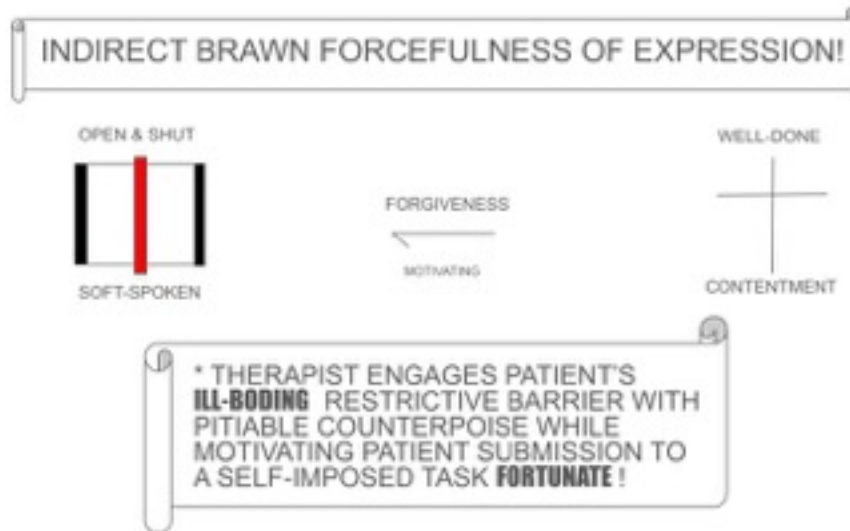 INDIRECT BRAWN FORCEFULNESS OF EXPRESSION!
OPEN & SHUT
WELL-DONE
FORGIVENESS
MOTIVATING
SOFT-SPOKEN
CONTENTMENT
* THERAPIST ENGAGES PATIENT'S
ILL-BODING RESTRICTIVE BARRIER WITH
PITIABLE COUNTERPOISE WHILE
MOTIVATING PATIENT SUBMISSION TO
A SELF-IMPOSED TASK FORTUNATE !